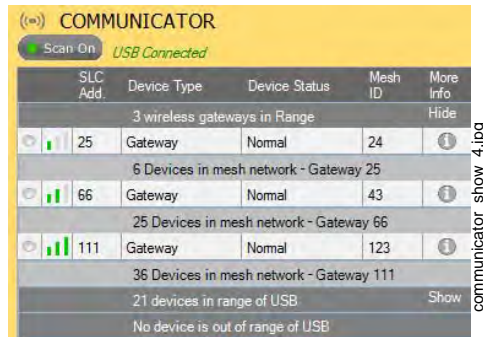 COMMUNICATOR
Scan On USB Connected
SLC Add. Device Type Device Status Mesh ID More Info
3 wireless gateways in Range Hide
25 Gateway Normal 24
6 Devices in mesh network - Gateway 25
66 Gateway Normal 43
25 Devices in mesh network - Gateway 66
111 Gateway Normal 123
36 Devices in mesh network - Gateway 111
21 devices in range of USB Show
No device is out of range of USB
communicator_show_4.jpg